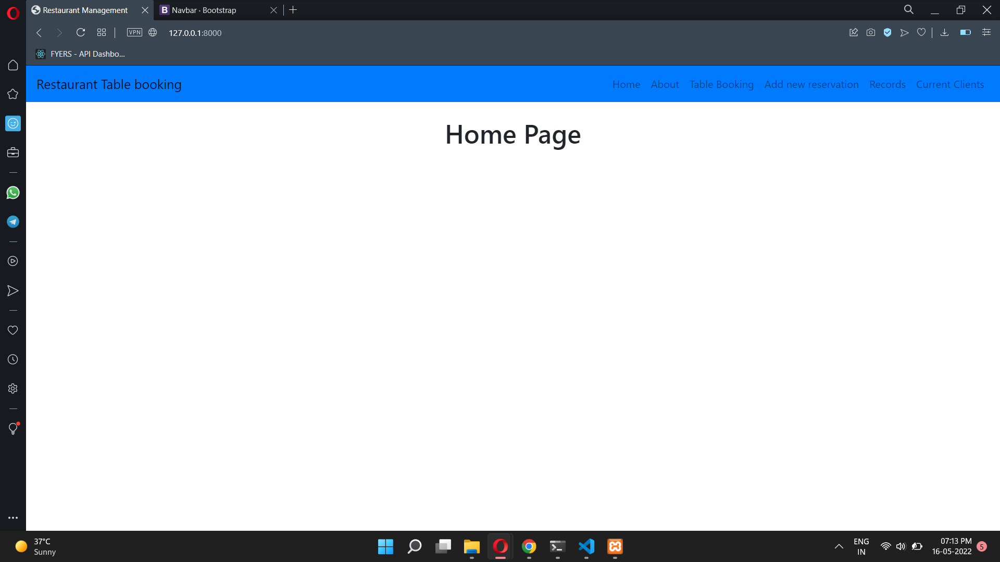 Restaurant Management
B Navbar · Bootstrap
VPN 127.0.0.1:8000
FYERS - API Dashbo...
Restaurant Table booking Home About Table Booking Add new reservation Records Current Clients
Home Page
37°C
Sunny
ENG
IN
07:13 PM
16-05-2022
5